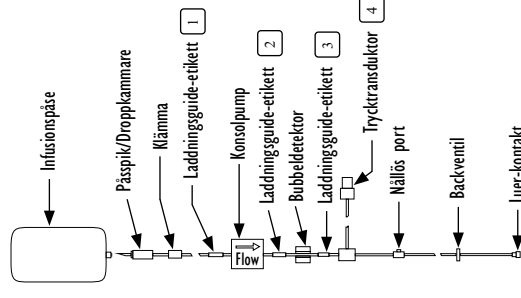 Infusionspåse
Påsspik/Droppkammare
Klämma
Laddningsguide-etikett 1
Konsolpump
Flow
Laddningsguide-etikett 2
Bubbeldetektor
Laddningsguide-etikett 3
Trycktransduktor 4
Nållös port
Backventil
Luer-kontakt